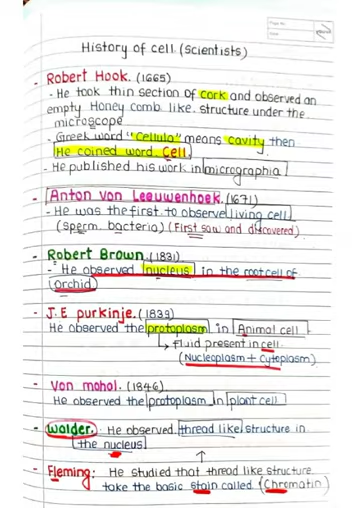 History of cell (Scientists)
- Robert Hook. (1665)
- He took thin section of cork and observed an
empty Honey comb like structure under the
microscope
- Greek word "Cellula" means cavity then
He coined word Cell.
- He published his work in micrographia
- Anton von Leeuwenhoek. (1671)
- He was the first to observe living cell
(Sperm bacteria) (First saw and discovered)
- Robert Brown. (1831)
- He observed nucleus in the root cell of
orchid
- J.E purkinje. (1839)
He observed the protoplasm in Animal cell
↳ fluid present in cell
(Nucleoplasm + Cytoplasm)
- Von mohol. (1846)
He observed the protoplasm in plant cell
- Walder. He observed thread like structure in
the nucleus
- Fleming: He studied that thread like structure
take the basic stain called (Chromatin)